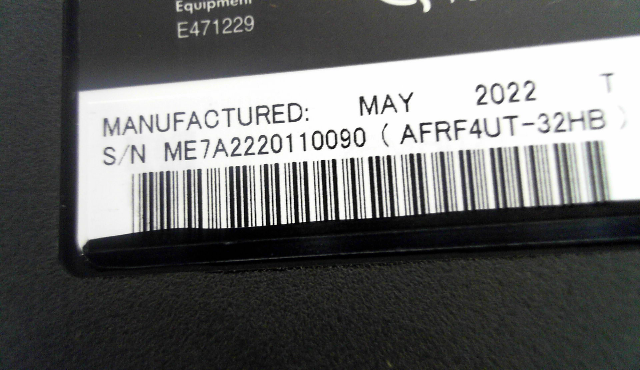 Equipment
E471229
MANUFACTURED: MAY 2022 T
S/N ME7A2220110090 ( AFRF4UT-32HB )